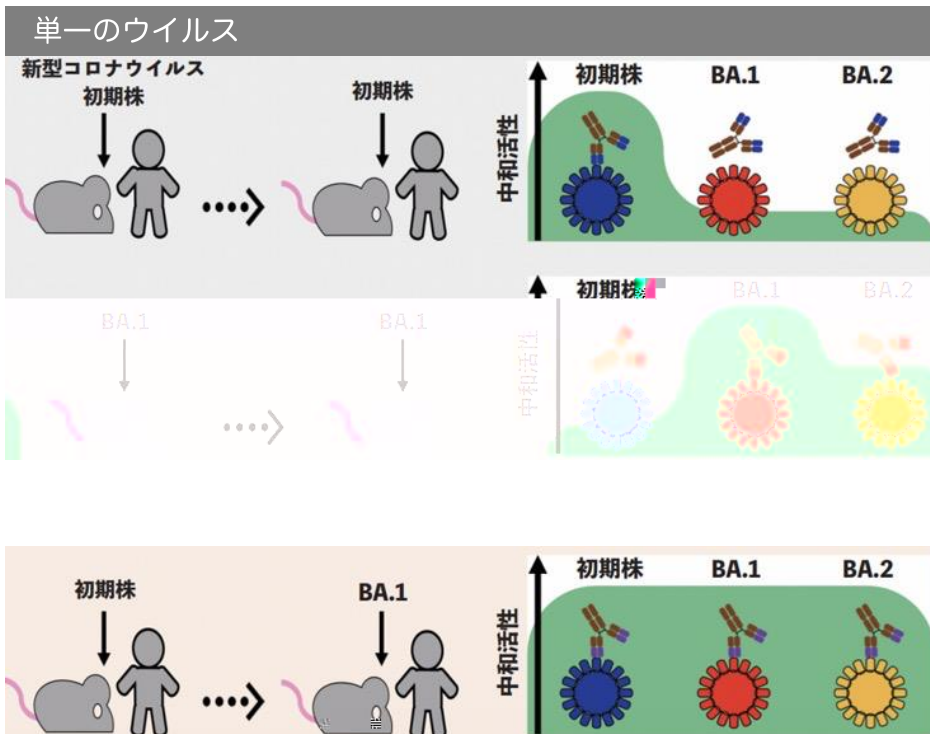 単一のウイルス
新型コロナウイルス
初期株
初期株
中和活性
初期株 BA.1 BA.2
BA.1
BA.1
中和活性
初期株 BA.1 BA.2
初期株
BA.1
中和活性
初期株 BA.1 BA.2